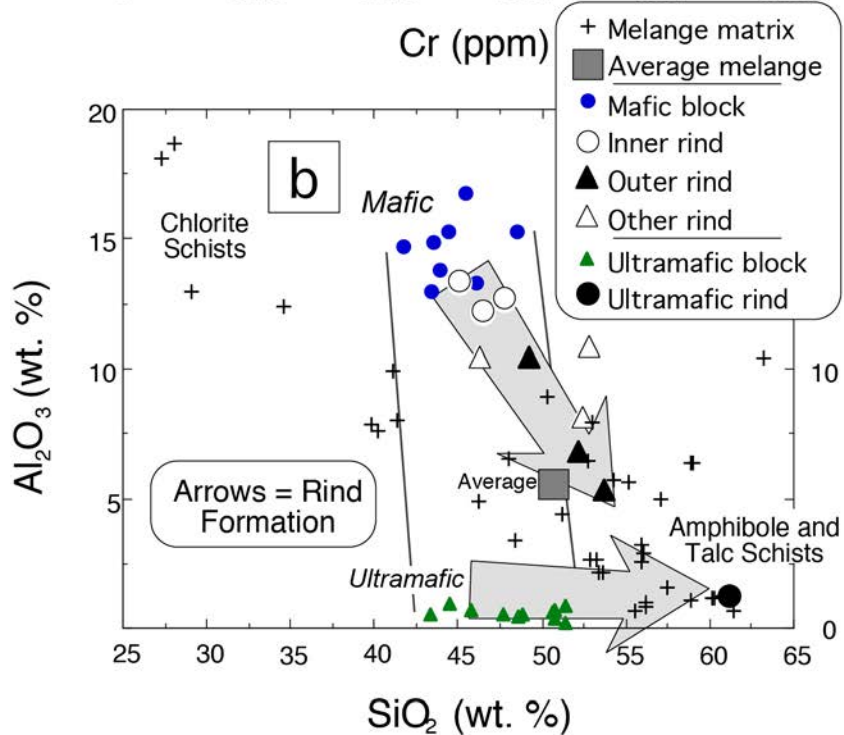 Cr (ppm)
Melange matrix
Average melange
Mafic block
Inner rind
Outer rind
Other rind
Ultramafic block
Ultramafic rind
20
15
10
5
b
Mafic
Chlorite
Schists
10
Average
Arrows = Rind
Formation
Amphibole and
Talc Schists
Ultramafic
0
25
30
35
40
45
50
55
60
65
Al₂O₃ (wt. %)
SiO₂ (wt. %)